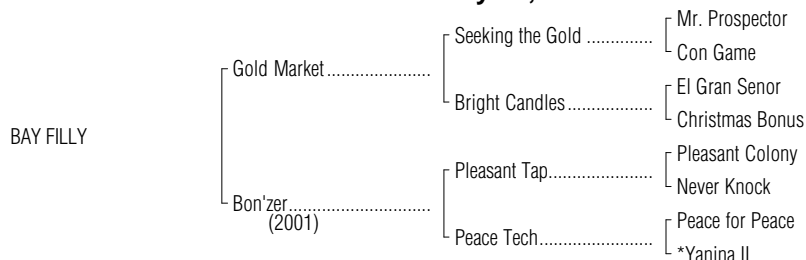 Mr. Prospector
Seeking the Gold ..............
Con Game
Gold Market......................
El Gran Senor
Bright Candles..................
Christmas Bonus
BAY FILLY
Pleasant Colony
Pleasant Tap......................
Never Knock
Bon'zer..............................
(2001)
Peace for Peace
Peace Tech........................
*Yanina II